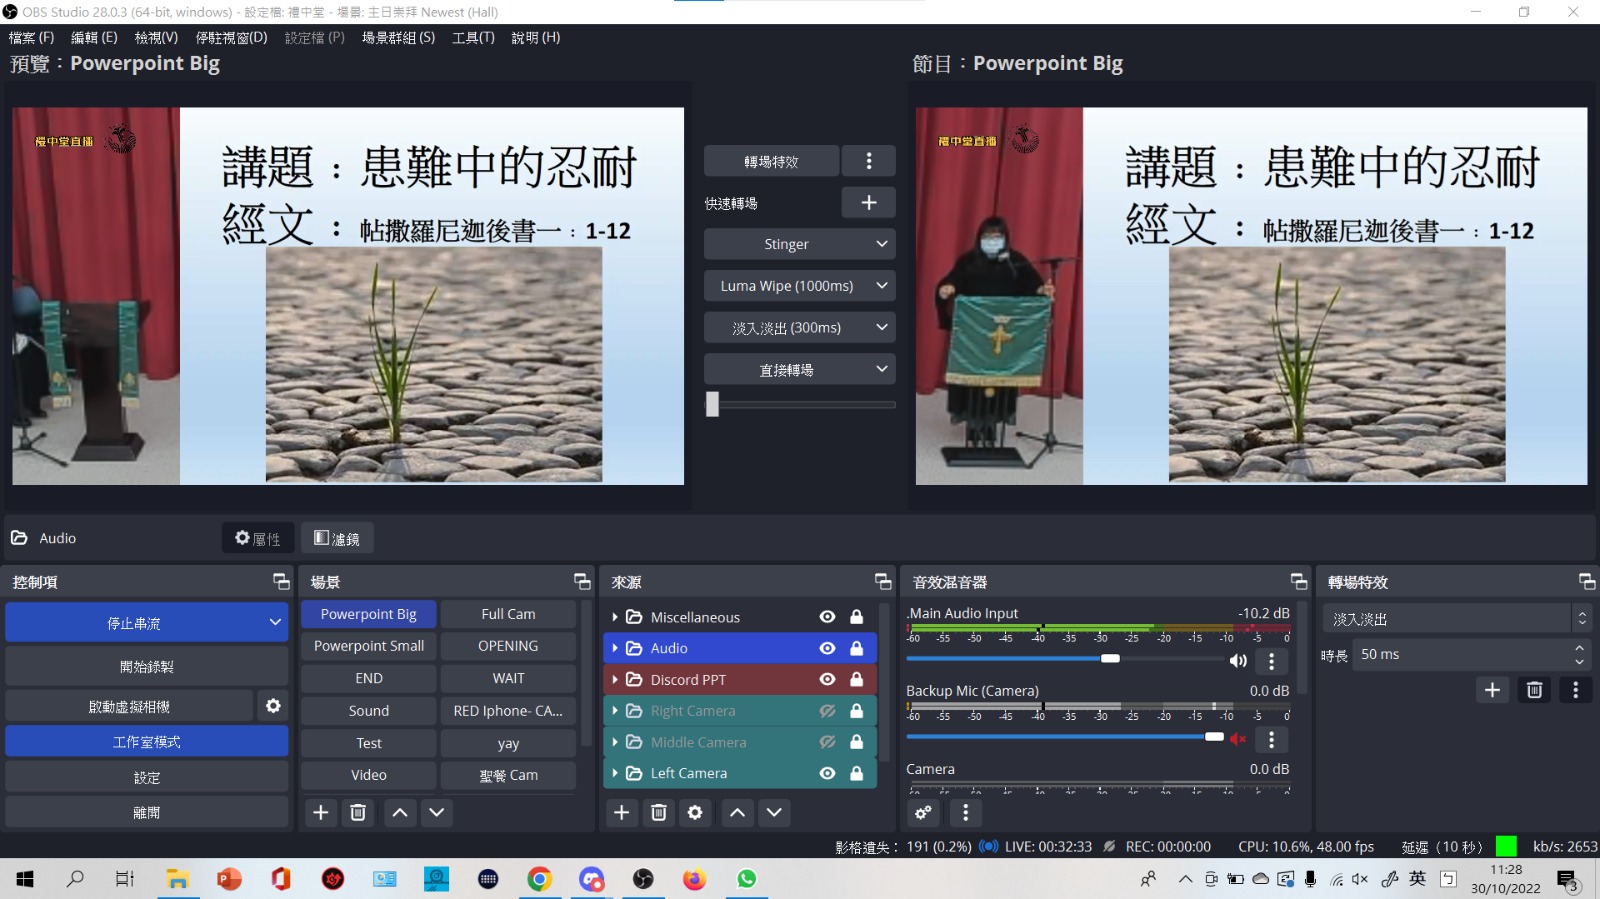 OBS Studio 28.0.3 (64-bit, windows) - 設定檔: 禮中堂 - 場景: 主日崇拜 Newest (Hall)
檔案 (F) 編輯 (E) 檢視(V) 停駐視窗(D) 設定檔 (P) 場景群組 (S) 工具(T) 說明 (H)
預覽：Powerpoint Big
節目：Powerpoint Big
禮中堂直播
講題：患難中的忍耐
經文：帖撒羅尼迦後書一：1-12
轉場特效
快速轉場
Stinger
Luma Wipe (1000ms)
淡入淡出 (300ms)
直接轉場
禮中堂直播
講題：患難中的忍耐
經文：帖撒羅尼迦後書一：1-12
Audio 屬性 濾鏡
控制項
停止串流
開始錄製
啟動虛擬相機
工作室模式
設定
離開
場景
Powerpoint Big Full Cam
Powerpoint Small OPENING
END WAIT
Sound RED Iphone- CA...
Test yay
Video 聖餐 Cam
來源
Miscellaneous
Audio
Discord PPT
Right Camera
Middle Camera
Left Camera
音效混音器
.Main Audio Input -10.2 dB
-60 -55 -50 -45 -40 -35 -30 -25 -20 -15 -10 -5 0
Backup Mic (Camera) 0.0 dB
-60 -55 -50 -45 -40 -35 -30 -25 -20 -15 -10 -5 0
Camera 0.0 dB
-60 -55 -50 -45 -40 -35 -30 -25 -20 -15 -10 -5 0
轉場特效
淡入淡出
時長 50 ms
影格遺失： 191 (0.2%) LIVE: 00:32:33 REC: 00:00:00 CPU: 10.6%, 48.00 fps 延遲（10 秒） kb/s: 2653
英 11:28
30/10/2022 3